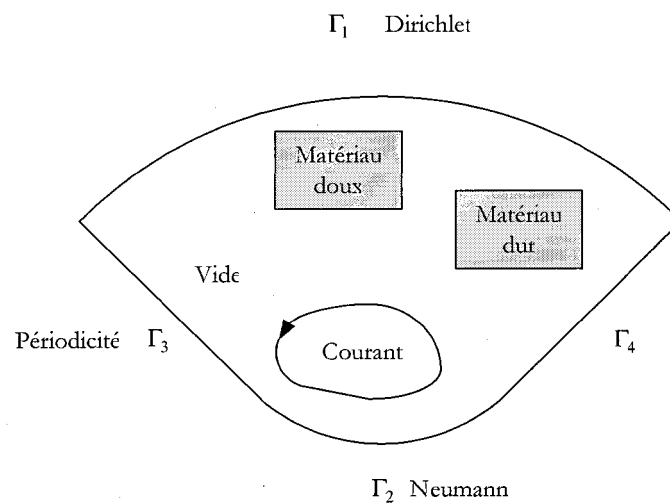 Γ₁ Dirichlet
Matériau
doux
Matériau
dur
Vide
Périodicité Γ₃
Courant
Γ₄
Γ₂ Neumann